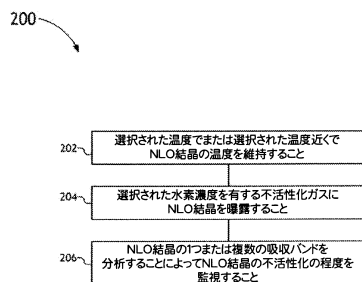 200
202
選択された温度でまたは選択された温度近くで
NLO結晶の温度を維持すること
204
選択された水素濃度を有する不活性化ガスに
NLO結晶を曝露すること
206
NLO結晶の1つまたは複数の吸収バンドを
分析することによってNLO結晶の不活性化の程度を
監視すること